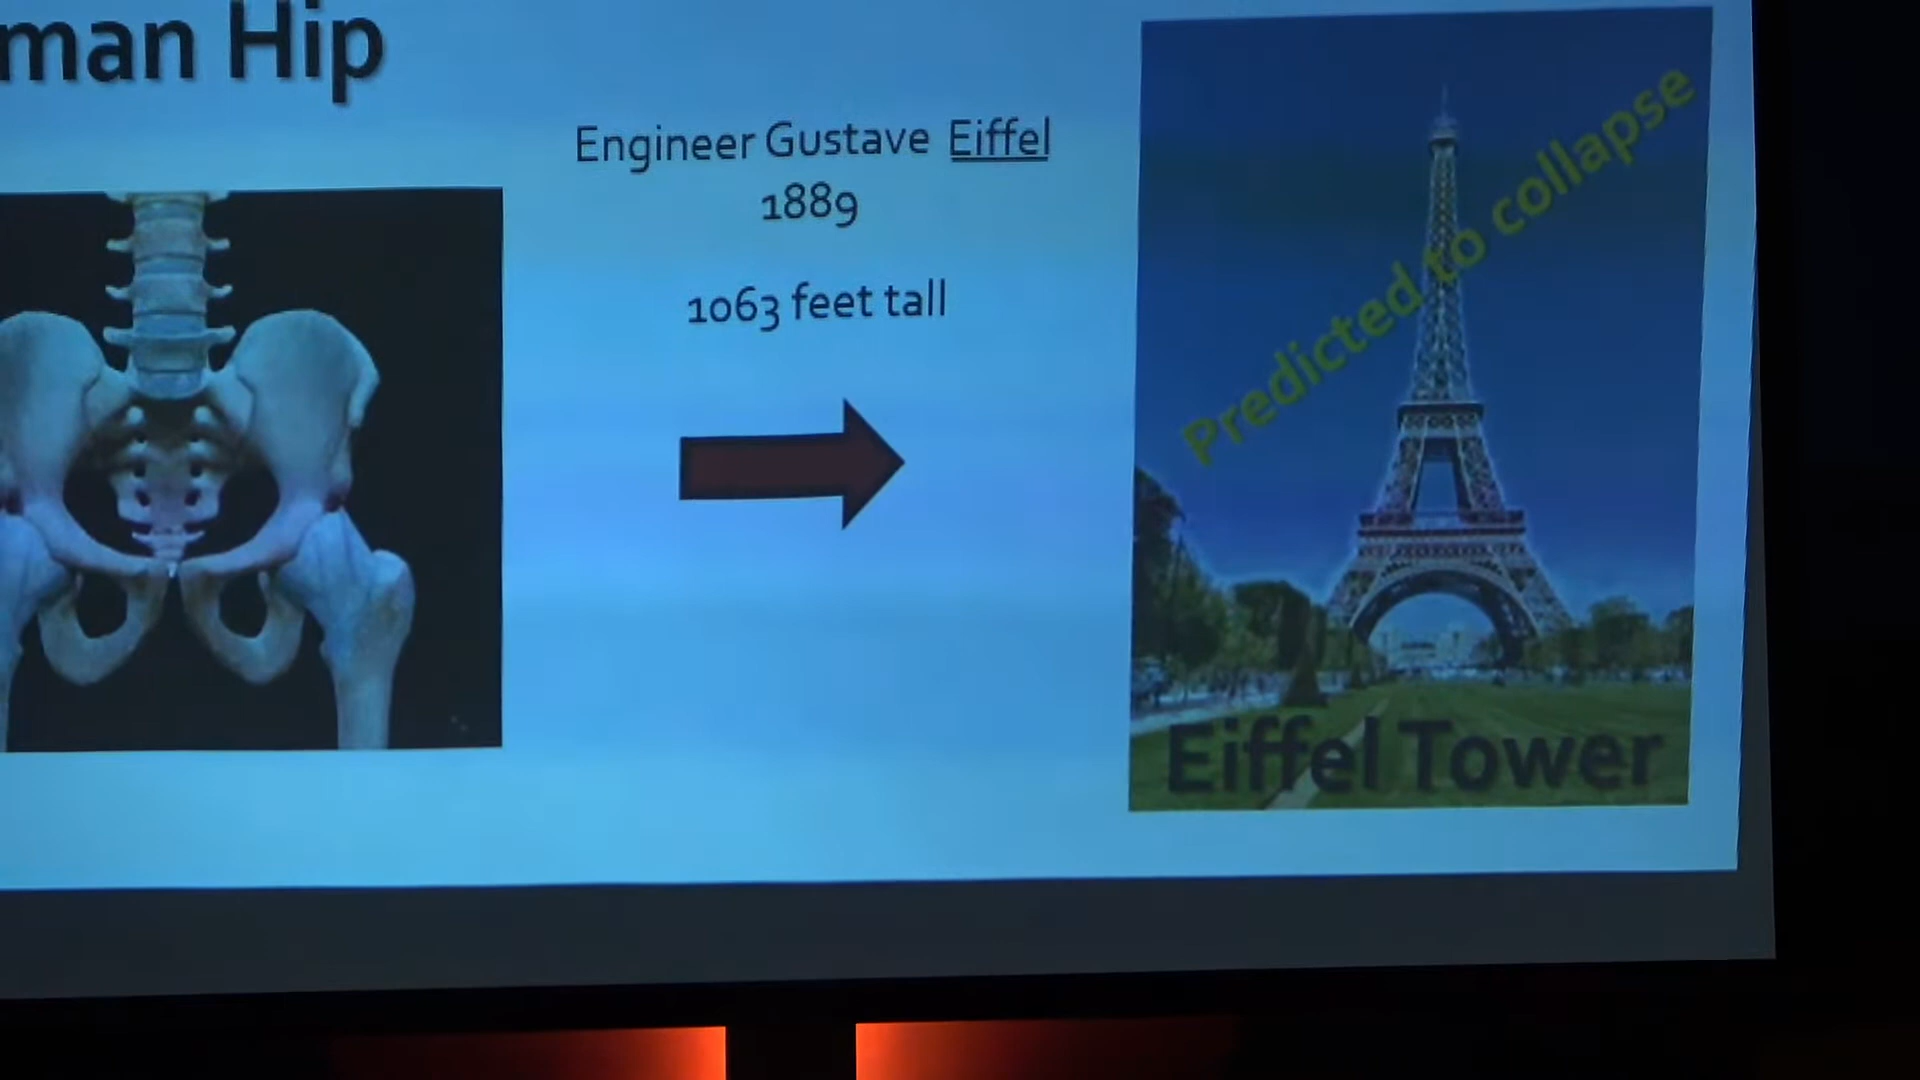 man Hip
Engineer Gustave Eiffel
1889
1063 feet tall
Predicted to collapse
Eiffel Tower